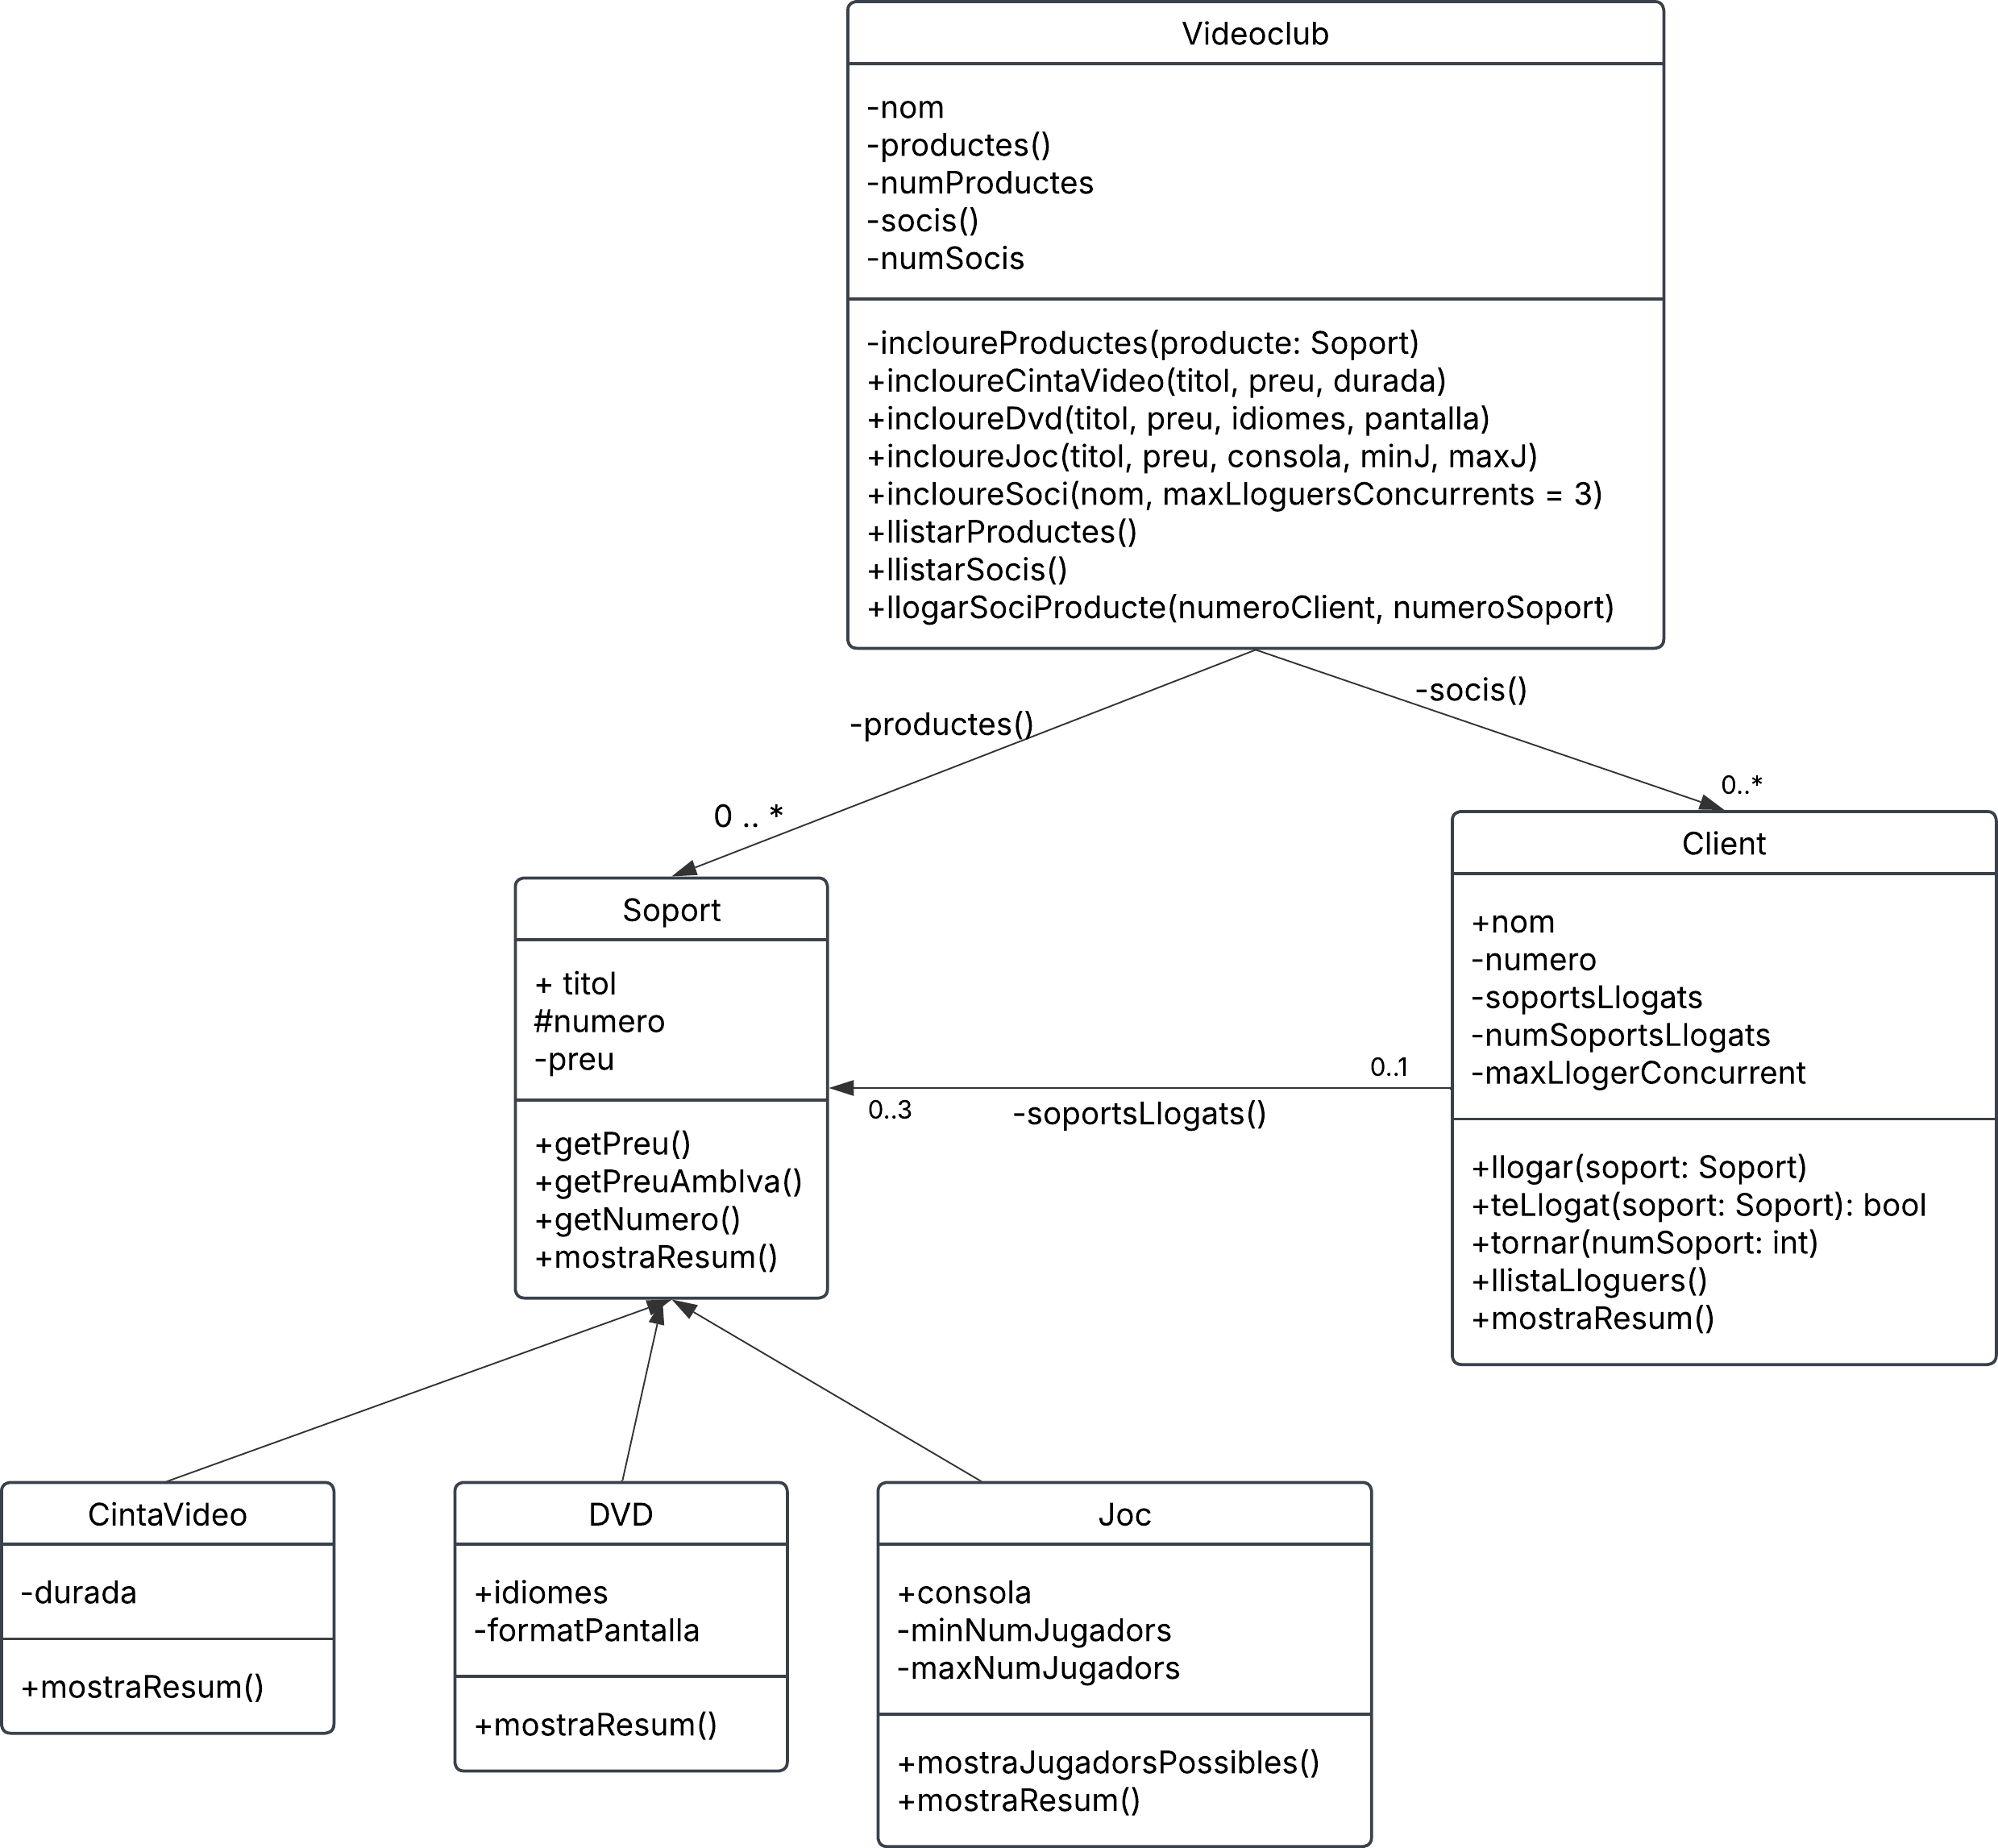 Videoclub
-nom
-productes()
-numProductes
-socis()
-numSocis
-incloureProductes(producte: Soport)
+incloureCintaVideo(titol, preu, durada)
+incloureDvd(titol, preu, idiomes, pantalla)
+incloureJoc(titol, preu, consola, minJ, maxJ)
+incloureSoci(nom, maxLloguersConcurrents = 3)
+llistarProductes()
+llistarSocis()
+llogarSociProducte(numeroClient, numeroSoport)
-productes()
-socis()
0 .. *
0..*
Soport
+ titol
#numero
-preu
+getPreu()
+getPreuAmbIva()
+getNumero()
+mostraResum()
0..3
-soportsLlogats()
0..1
Client
+nom
-numero
-soportsLlogats
-numSoportsLlogats
-maxLlogerConcurrent
+llogar(soport: Soport)
+teLlogat(soport: Soport): bool
+tornar(numSoport: int)
+llistaLloguers()
+mostraResum()
CintaVideo
-durada
+mostraResum()
DVD
+idiomes
-formatPantalla
+mostraResum()
Joc
+consola
-minNumJugadors
-maxNumJugadors
+mostraJugadorsPossibles()
+mostraResum()